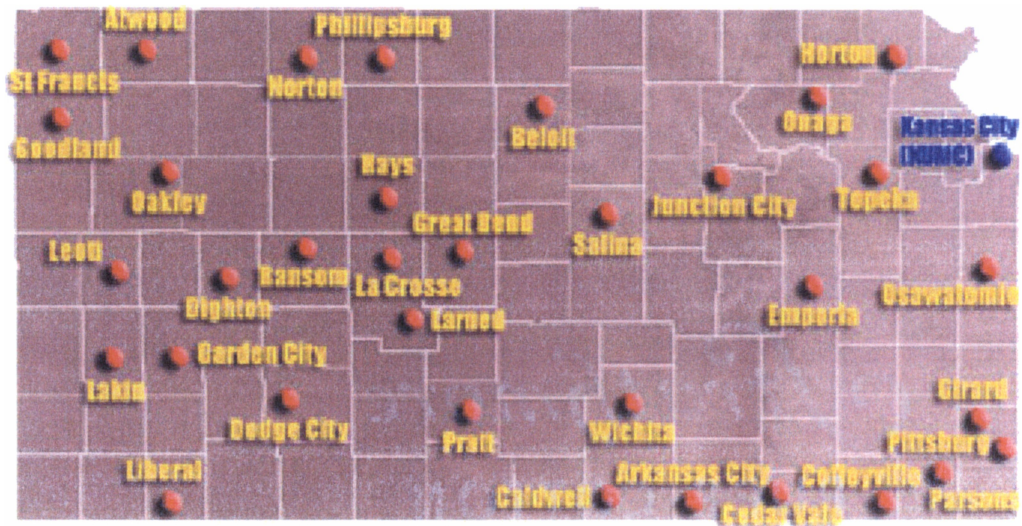 Atwood
Phillipsburg
St Francis
Norton
Horton
Goodland
Beloit
Onaga
Kansas City
(KUMC)
Hays
Oakley
Junction City
Topeka
Great Bend
Salina
Leoti
Ransom
La Crosse
Dighton
Osawatomie
Emporia
Larned
Garden City
Lakin
Girard
Dodge City
Pratt
Wichita
Pittsburg
Liberal
Arkansas City
Coffeyville
Caldwell
Cedar Vale
Parsons